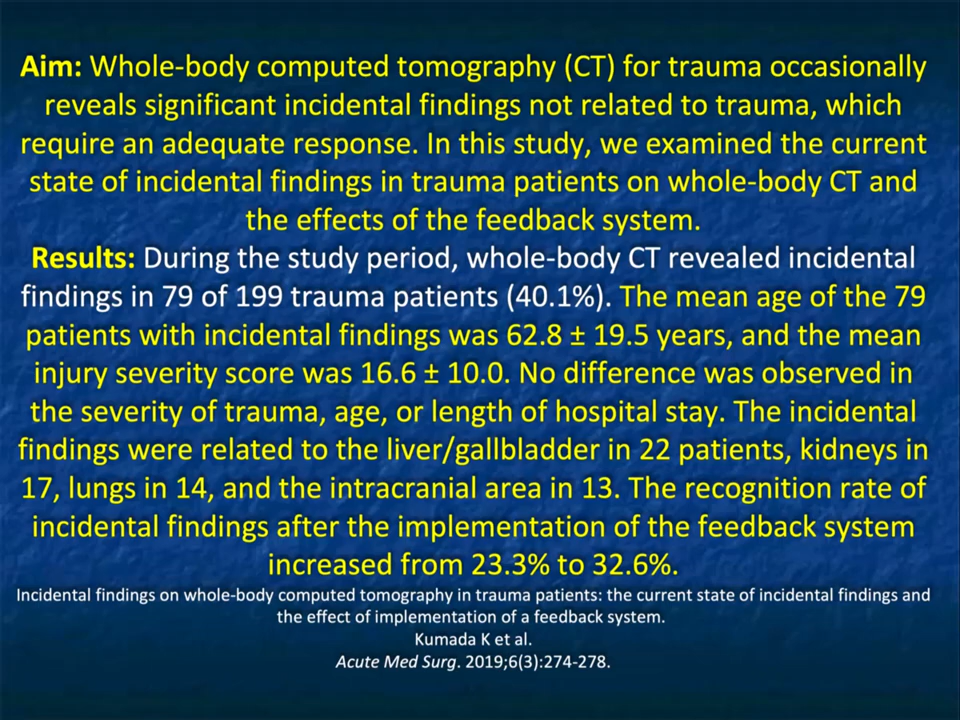 Aim: Whole-body computed tomography (CT) for trauma occasionally
reveals significant incidental findings not related to trauma, which
require an adequate response. In this study, we examined the current
state of incidental findings in trauma patients on whole-body CT and
the effects of the feedback system.
Results: During the study period, whole-body CT revealed incidental
findings in 79 of 199 trauma patients (40.1%). The mean age of the 79
patients with incidental findings was 62.8 ± 19.5 years, and the mean
injury severity score was 16.6 ± 10.0. No difference was observed in
the severity of trauma, age, or length of hospital stay. The incidental
findings were related to the liver/gallbladder in 22 patients, kidneys in
17, lungs in 14, and the intracranial area in 13. The recognition rate of
incidental findings after the implementation of the feedback system
increased from 23.3% to 32.6%.
Incidental findings on whole-body computed tomography in trauma patients: the current state of incidental findings and
the effect of implementation of a feedback system.
Kumada K et al.
Acute Med Surg. 2019;6(3):274-278.